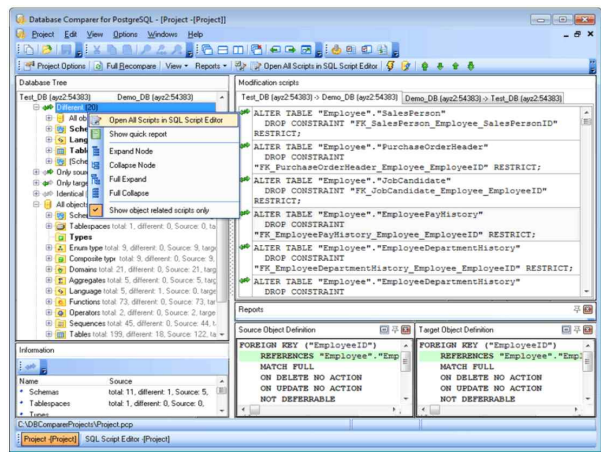 Database Comparer for PostgreSQL - [Project -[Project]]
Project Edit View Options Windows Help
Project Options Full Recompare View Reports Open All Scripts in SQL Script Editor
Database Tree
Test_DB (ayz2:54383) Demo_DB (ayz2:54383)
Different (20)
All ob
Sche
Lang
Tabl
[Sche
Only sour
Only targe
Identical (
All objects
Sche
Tablespaces total: 1, different: 0, Source: 0, ta
Types
Enum type total: 9, different: 0, Source: 9, targe
Composite type total: 9, different: 0, Source: 9,
Domains total: 21, different: 0, Source: 21, targ
Aggregates total: 5, different: 0, Source: 5, targ
Language total: 5, different: 1, Source: 0, targe
Functions total: 73, different: 0, Source: 73, tar
Operators total: 2, different: 0, Source: 2, targe
Sequences total: 45, different: 0, Source: 44, t
Tables total: 199, different: 18, Source: 122, ta
Open All Scripts in SQL Script Editor
Show quick report
Expand Node
Collapse Node
Full Expand
Full Collapse
Show object related scripts only
Information
Name Source
Schemas total: 11, different: 1, Source: 5,
Tablespaces total: 1, different: 0, Source: 0,
Types
Modification scripts
Test_DB (ayz2:54383) -> Demo_DB (ayz2:54383) Demo_DB (ayz2:54383) -> Test_DB (ayz2:54383)
ALTER TABLE "Employee"."SalesPerson"
DROP CONSTRAINT "FK_SalesPerson_Employee_SalesPersonID"
RESTRICT;
ALTER TABLE "Employee"."PurchaseOrderHeader"
DROP CONSTRAINT
"FK_PurchaseOrderHeader_Employee_EmployeeID" RESTRICT;
ALTER TABLE "Employee"."JobCandidate"
DROP CONSTRAINT "FK_JobCandidate_Employee_EmployeeID"
RESTRICT;
ALTER TABLE "Employee"."EmployeePayHistory"
DROP CONSTRAINT
"FK_EmployeePayHistory_Employee_EmployeeID" RESTRICT;
ALTER TABLE "Employee"."EmployeeDepartmentHistory"
DROP CONSTRAINT
"FK_EmployeeDepartmentHistory_Employee_EmployeeID" RESTRICT;
ALTER TABLE "Employee"."EmployeeDepartmentHistory"
DROP CONSTRAINT
Reports
Source Object Definition
FOREIGN KEY ("EmployeeID")
REFERENCES "Employee"."Emp
MATCH FULL
ON DELETE NO ACTION
ON UPDATE NO ACTION
NOT DEFERRABLE
Target Object Definition
FOREIGN KEY ("EmployeeID")
REFERENCES "Employee"."Emp
MATCH FULL
ON DELETE NO ACTION
ON UPDATE NO ACTION
NOT DEFERRABLE
C:\DBComparerProjects\Project.pcp
Project -[Project] SQL Script Editor -[Project]